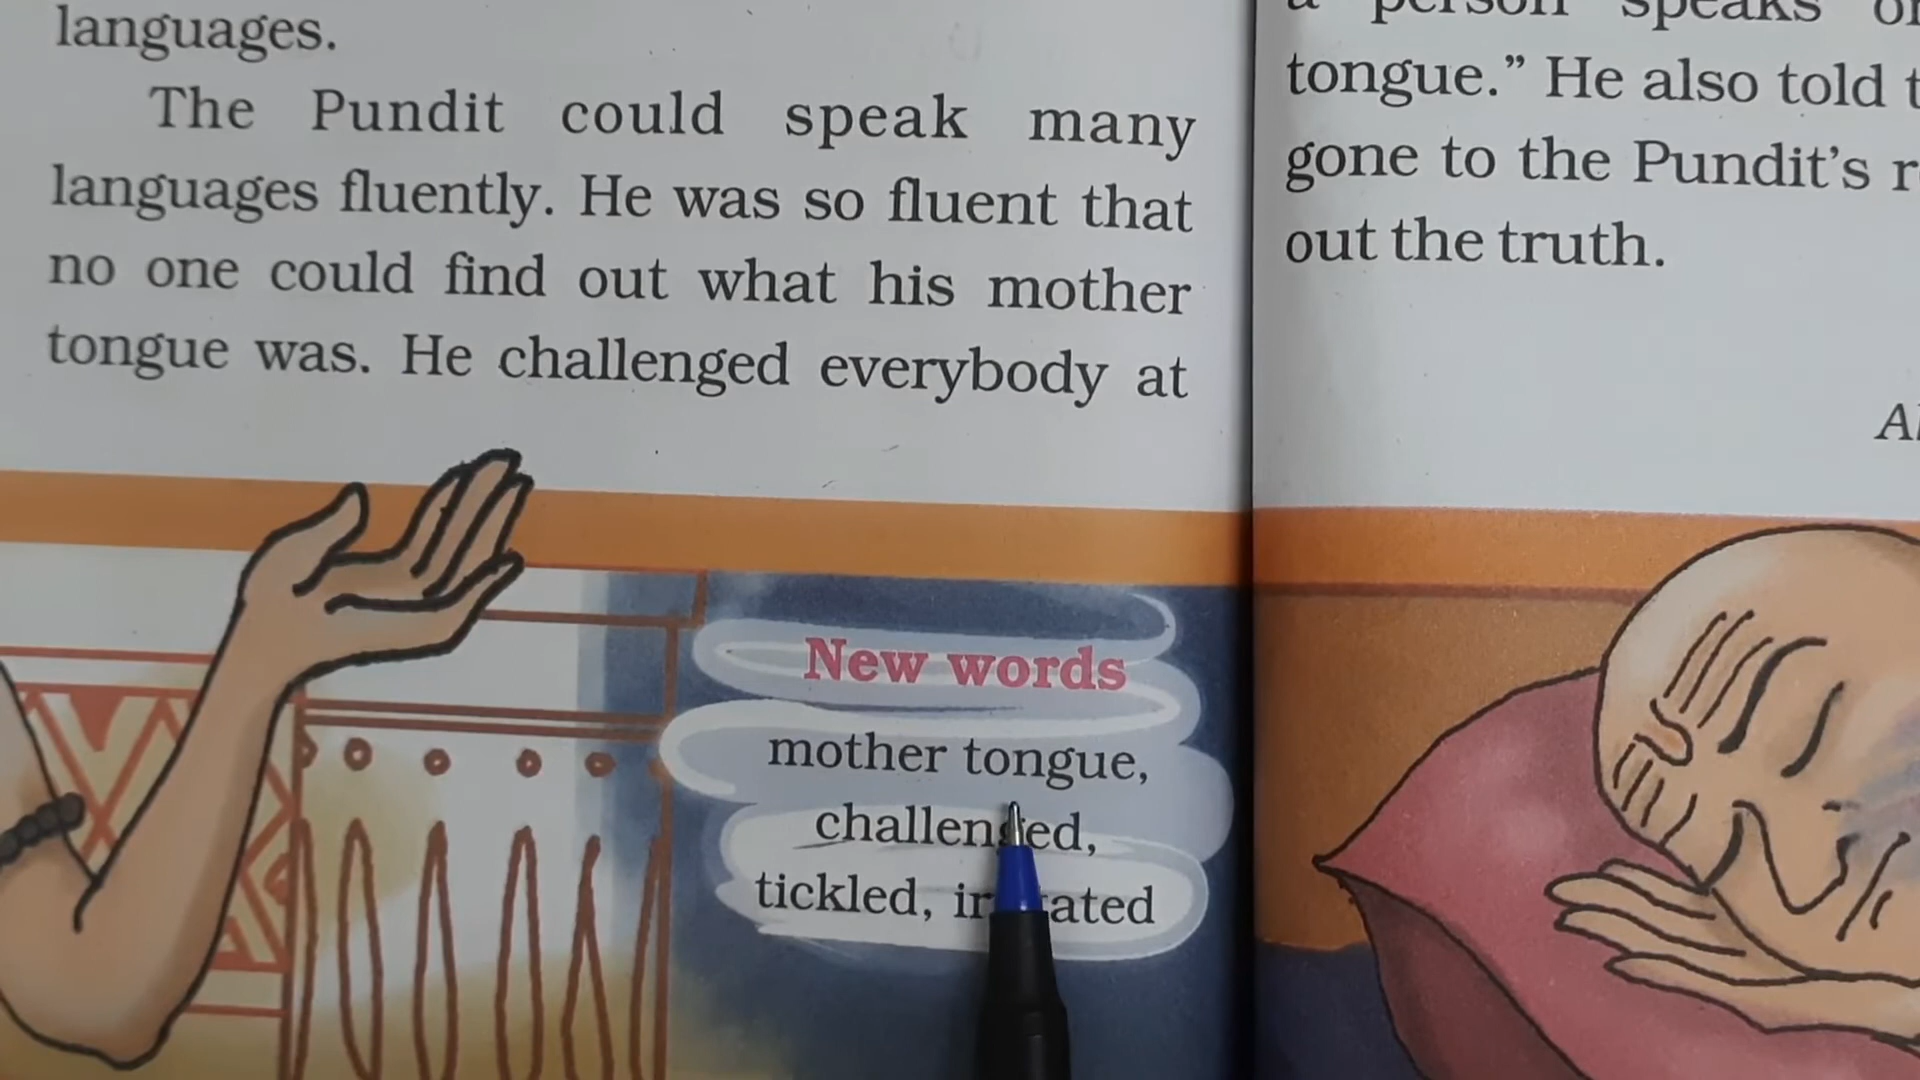 languages.
The Pundit could speak many
languages fluently. He was so fluent that
no one could find out what his mother
tongue was. He challenged everybody at
New words
mother tongue,
challenged,
tickled,
a person speaks
tongue.” He also told
gone to the Pundit’s
out the truth.